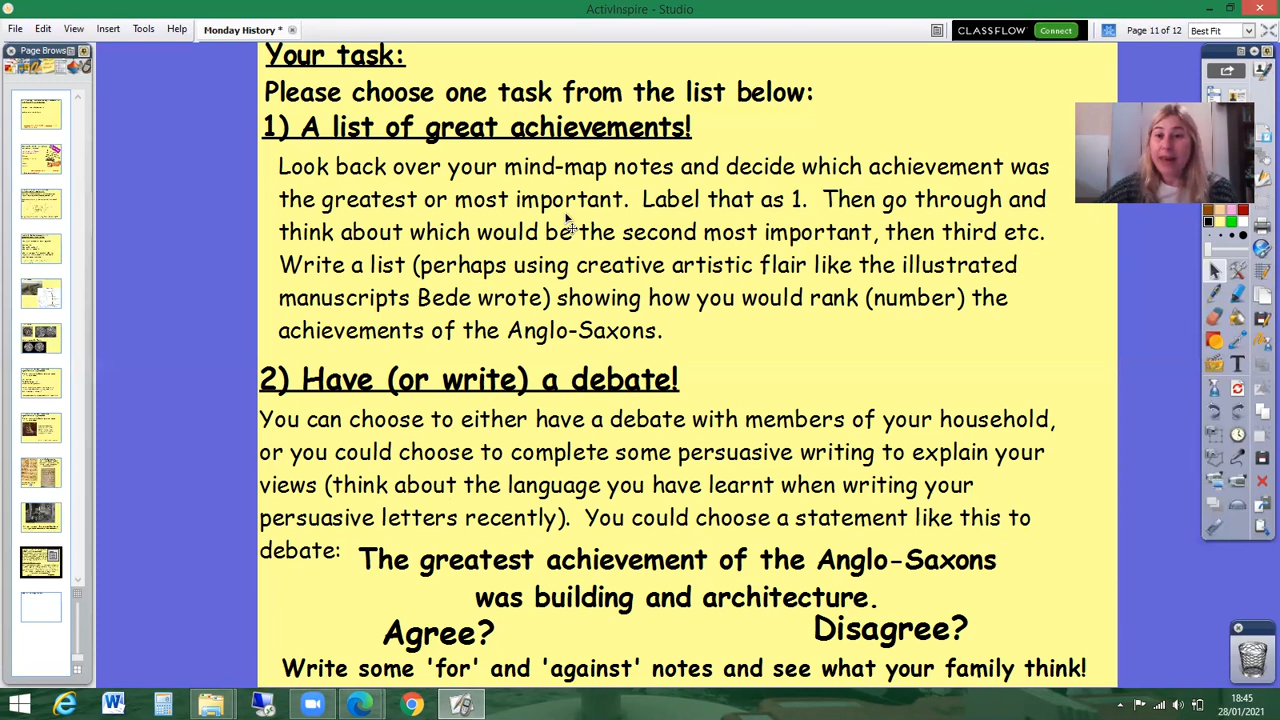 ActivInspire - Studio
File Edit View Insert Tools Help Monday History * CLASSFLOW Connect Page 11 of 12 Best Fit
Page Brows
Your task:
Please choose one task from the list below:
1) A list of great achievements!
Look back over your mind-map notes and decide which achievement was
the greatest or most important. Label that as 1. Then go through and
think about which would be the second most important, then third etc.
Write a list (perhaps using creative artistic flair like the illustrated
manuscripts Bede wrote) showing how you would rank (number) the
achievements of the Anglo-Saxons.
2) Have (or write) a debate!
You can choose to either have a debate with members of your household,
or you could choose to complete some persuasive writing to explain your
views (think about the language you have learnt when writing your
persuasive letters recently). You could choose a statement like this to
debate:
The greatest achievement of the Anglo-Saxons
was building and architecture.
Agree? Disagree?
Write some 'for' and 'against' notes and see what your family think!
18:45
28/01/2021